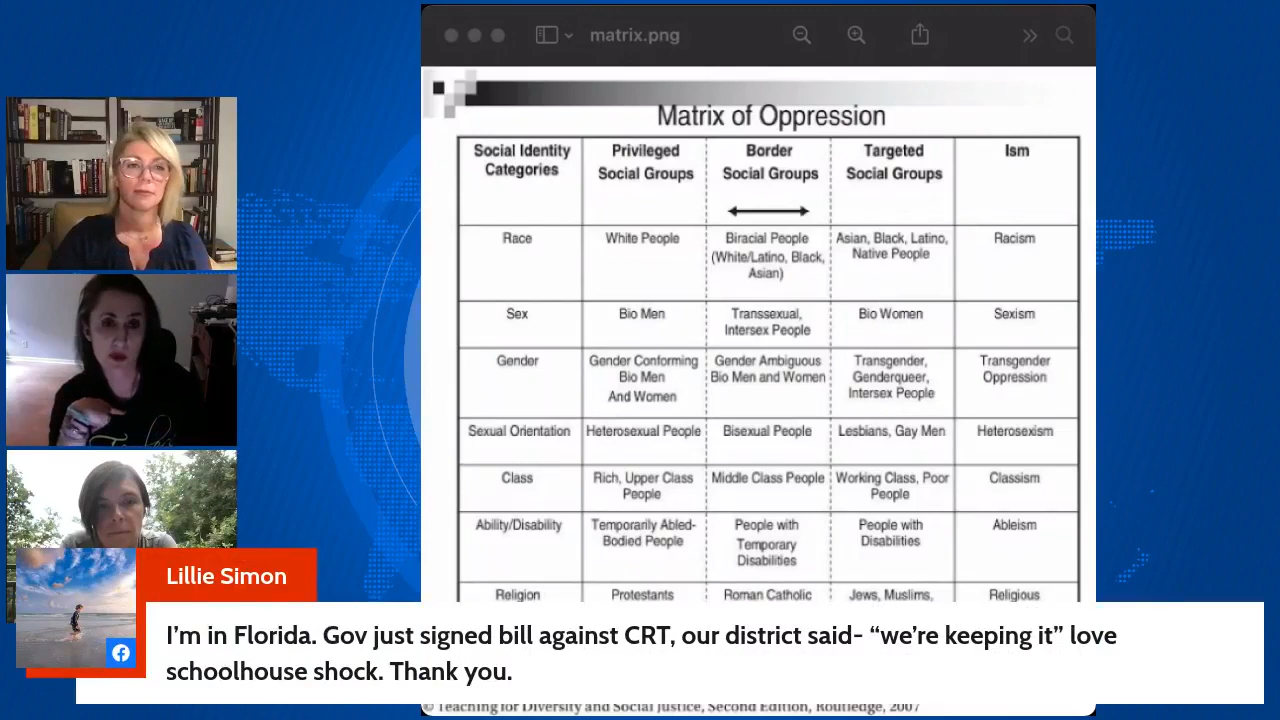 matrix.png
Matrix of Oppression
Social Identity
Categories
Privileged
Social Groups
Border
Social Groups
Targeted
Social Groups
Ism
Race
White People
Biracial People
(White/Latino, Black,
Asian)
Asian, Black, Latino,
Native People
Racism
Sex
Bio Men
Transsexual,
Intersex People
Bio Women
Sexism
Gender
Gender Conforming
Bio Men
And Women
Gender Ambiguous
Bio Men and Women
Transgender,
Genderqueer,
Intersex People
Transgender
Oppression
Sexual Orientation
Heterosexual People
Bisexual People
Lesbians, Gay Men
Heterosexism
Class
Rich, Upper Class
People
Middle Class People
Working Class, Poor
People
Classism
Ability/Disability
Temporarily Abled-
Bodied People
People with
Temporary
Disabilities
People with
Disabilities
Ableism
Religion
Protestants
Roman Catholic
Jews, Muslims,
Religious
Lillie Simon
I’m in Florida. Gov just signed bill against CRT, our district said- “we’re keeping it” love
schoolhouse shock. Thank you.
© Teaching for Diversity and Social Justice, Second Edition, Routledge, 2007